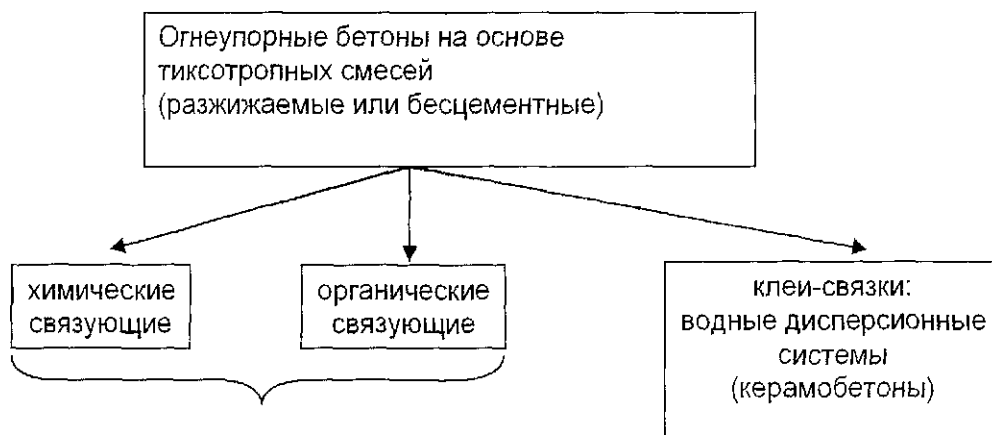 Огнеупорные бетоны на основе
тиксотропных смесей
(разжижаемые или бесцементные)
химические
связующие
органические
связующие
клеи-связки:
водные дисперсионные
системы
(керамобетоны)